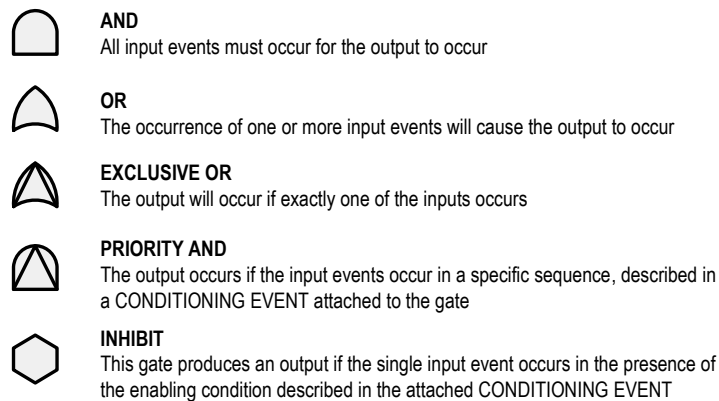 AND
All input events must occur for the output to occur
OR
The occurrence of one or more input events will cause the output to occur
EXCLUSIVE OR
The output will occur if exactly one of the inputs occurs
PRIORITY AND
The output occurs if the input events occur in a specific sequence, described in
a CONDITIONING EVENT attached to the gate
INHIBIT
This gate produces an output if the single input event occurs in the presence of
the enabling condition described in the attached CONDITIONING EVENT